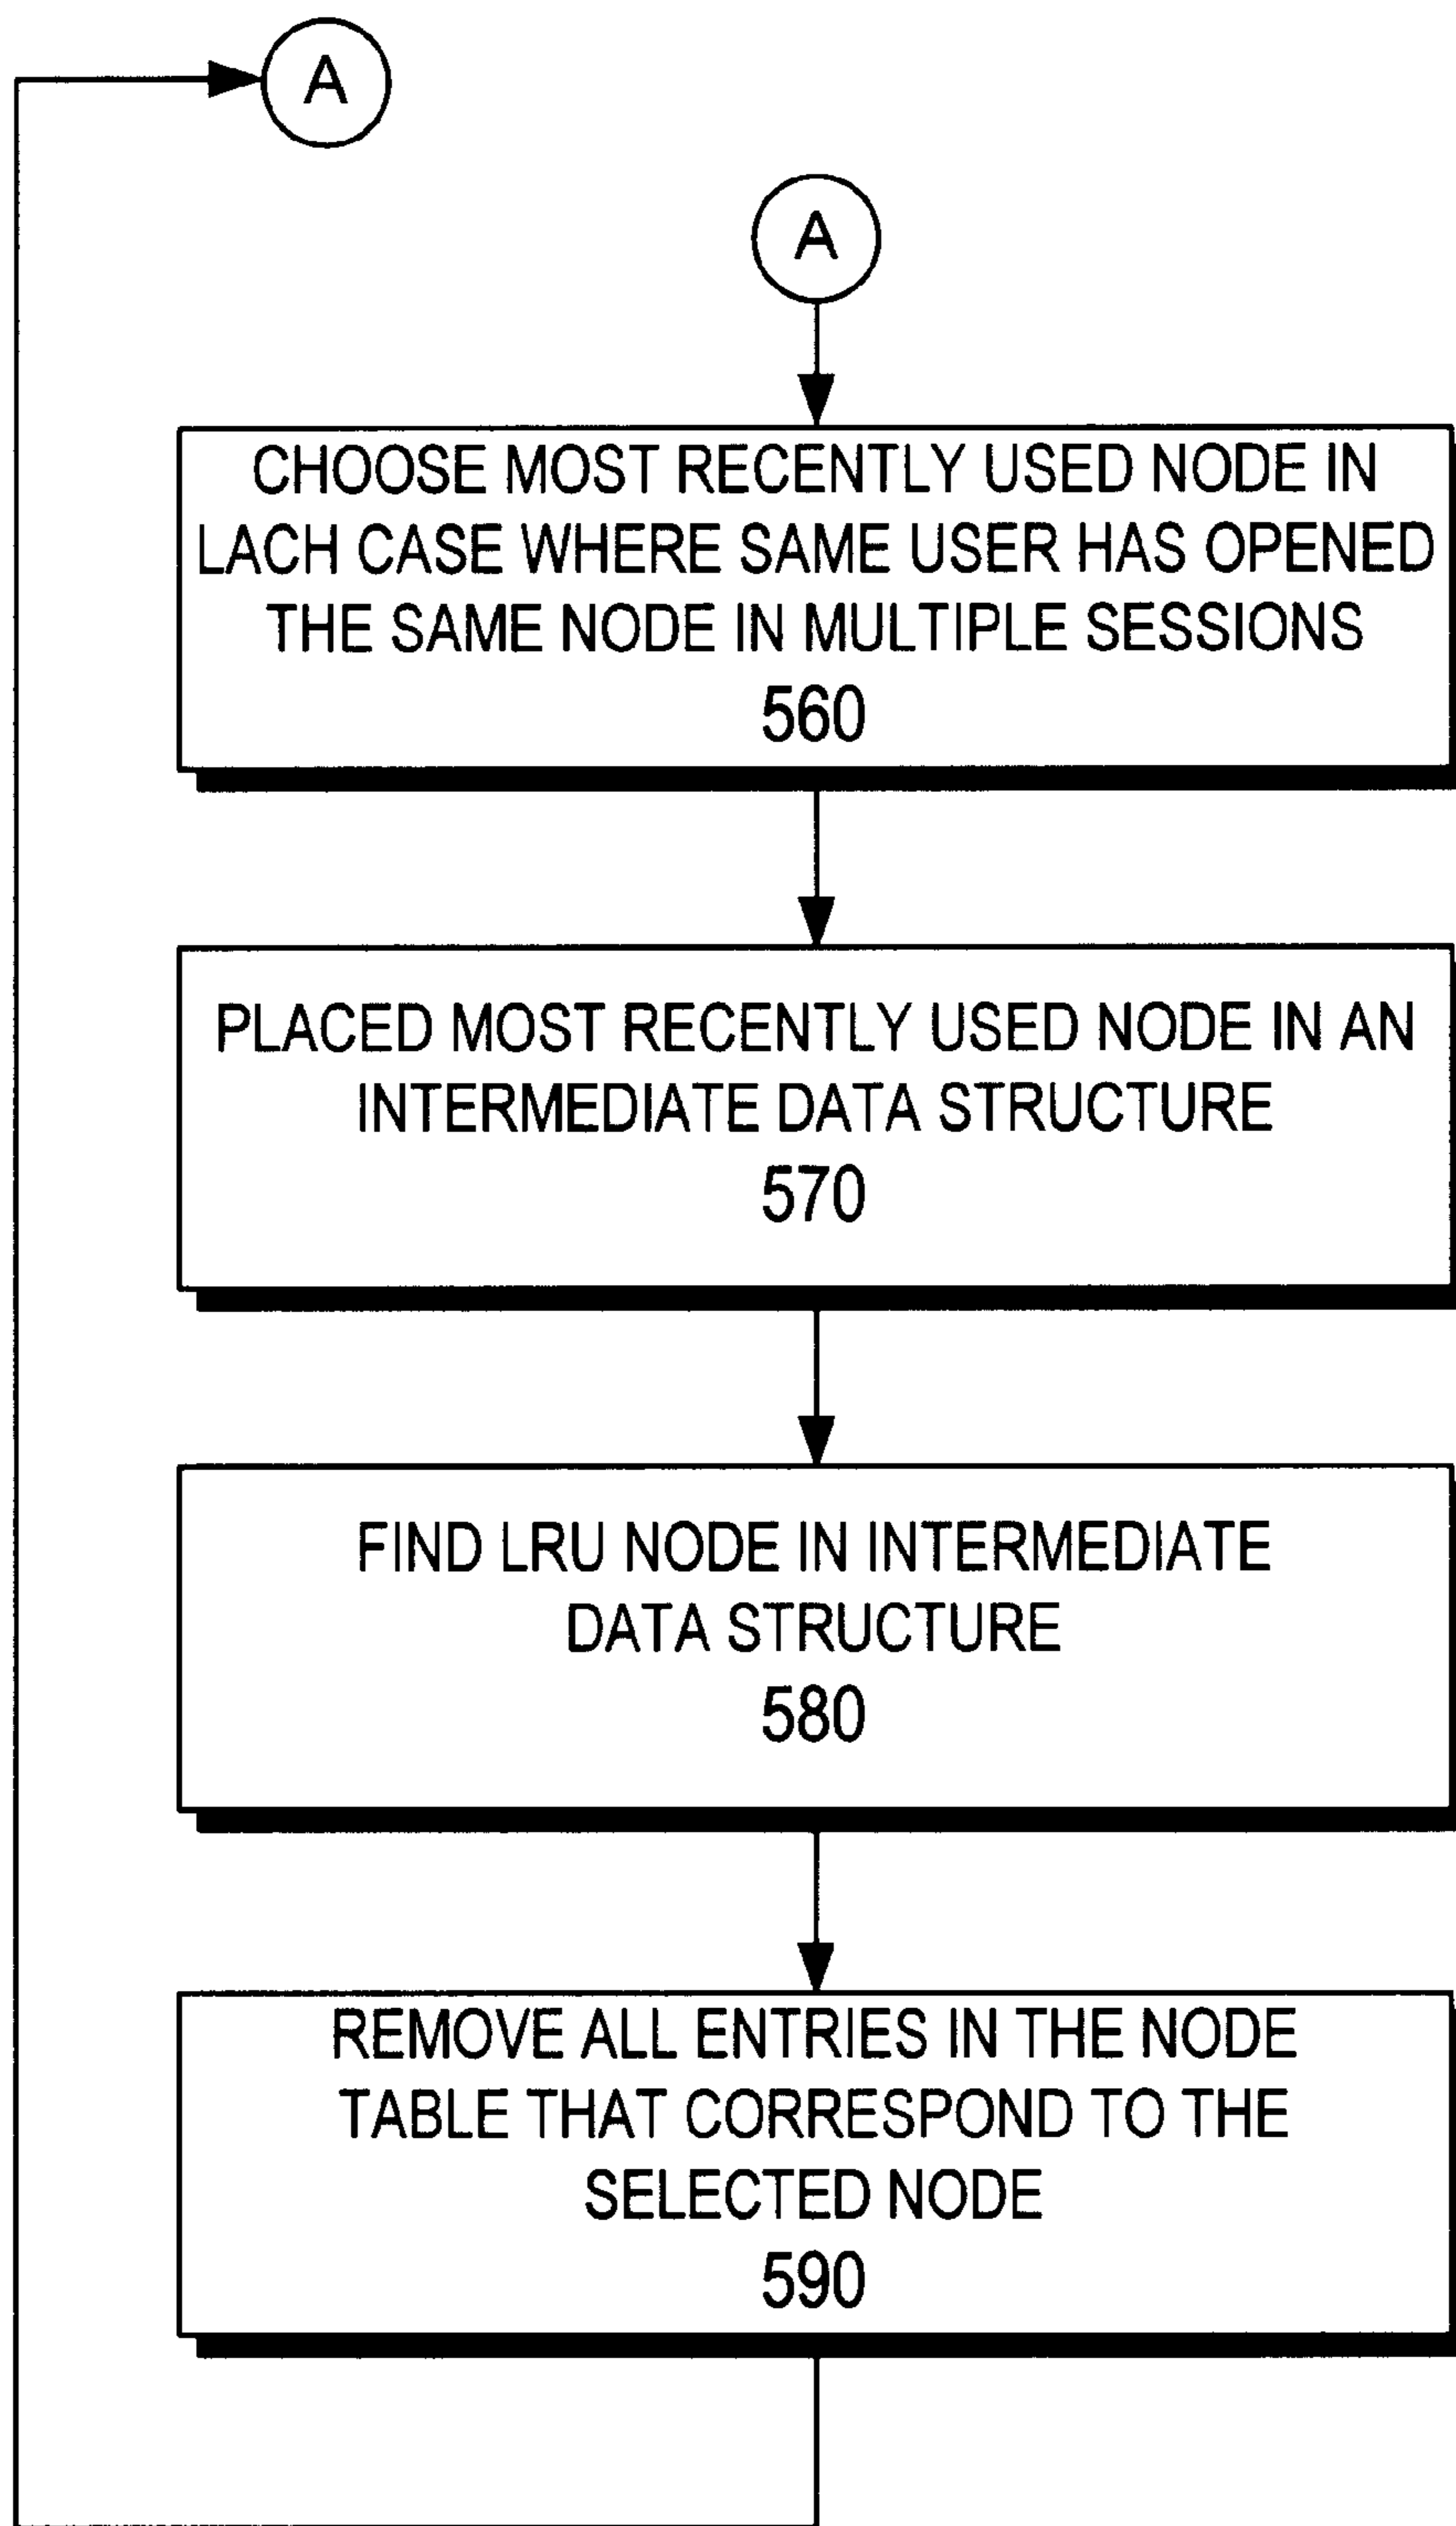 A
A
CHOOSE MOST RECENTLY USED NODE IN
LACH CASE WHERE SAME USER HAS OPENED
THE SAME NODE IN MULTIPLE SESSIONS
560
PLACED MOST RECENTLY USED NODE IN AN
INTERMEDIATE DATA STRUCTURE
570
FIND LRU NODE IN INTERMEDIATE
DATA STRUCTURE
580
REMOVE ALL ENTRIES IN THE NODE
TABLE THAT CORRESPOND TO THE
SELECTED NODE
590